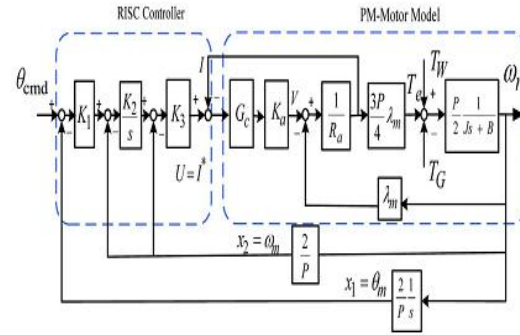 RISC Controller
PM-Motor Model
θcmd
K1
K2
s
K3
U = I*
I
Gc
Ka
V
1
Ra
3P
4
λm
Te
TW
TG
P
2
1
Js + B
ωr
λm
x2 = ωm
2
P
x1 = θm
2
P
1
s